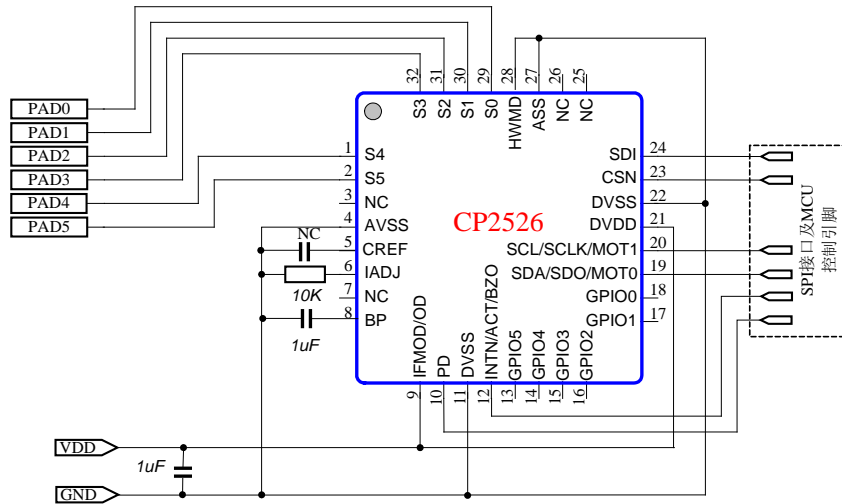 PAD0
PAD1
PAD2
PAD3
PAD4
PAD5
32
31
30
29
28
27
26
25
S3
S2
S1
S0
HWMD
ASS
NC
NC
1
S4
2
S5
3
NC
4
AVSS
NC
5
CREF
6
IADJ
10K
7
NC
8
BP
1uF
CP2526
SDI
24
CSN
23
DVSS
22
DVDD
21
SCL/SCLK/MOT1
20
SDA/SDO/MOT0
19
GPIO0
18
GPIO1
17
IFMOD/OD
PD
DVSS
INTN/ACT/BZO
GPIO5
GPIO4
GPIO3
GPIO2
9
10
11
12
13
14
15
16
SPI接口及MCU
控制引脚
VDD
1uF
GND